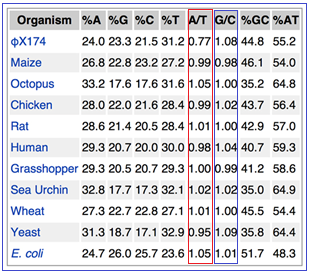 Organism %A %G %C %T A/T G/C %GC %AT
φX174 24.0 23.3 21.5 31.2 0.77 1.08 44.8 55.2
Maize 26.8 22.8 23.2 27.2 0.99 0.98 46.1 54.0
Octopus 33.2 17.6 17.6 31.6 1.05 1.00 35.2 64.8
Chicken 28.0 22.0 21.6 28.4 0.99 1.02 43.7 56.4
Rat 28.6 21.4 20.5 28.4 1.01 1.00 42.9 57.0
Human 29.3 20.7 20.0 30.0 0.98 1.04 40.7 59.3
Grasshopper 29.3 20.5 20.7 29.3 1.00 0.99 41.2 58.6
Sea Urchin 32.8 17.7 17.3 32.1 1.02 1.02 35.0 64.9
Wheat 27.3 22.7 22.8 27.1 1.01 1.00 45.5 54.4
Yeast 31.3 18.7 17.1 32.9 0.95 1.09 35.8 64.4
E. coli 24.7 26.0 25.7 23.6 1.05 1.01 51.7 48.3